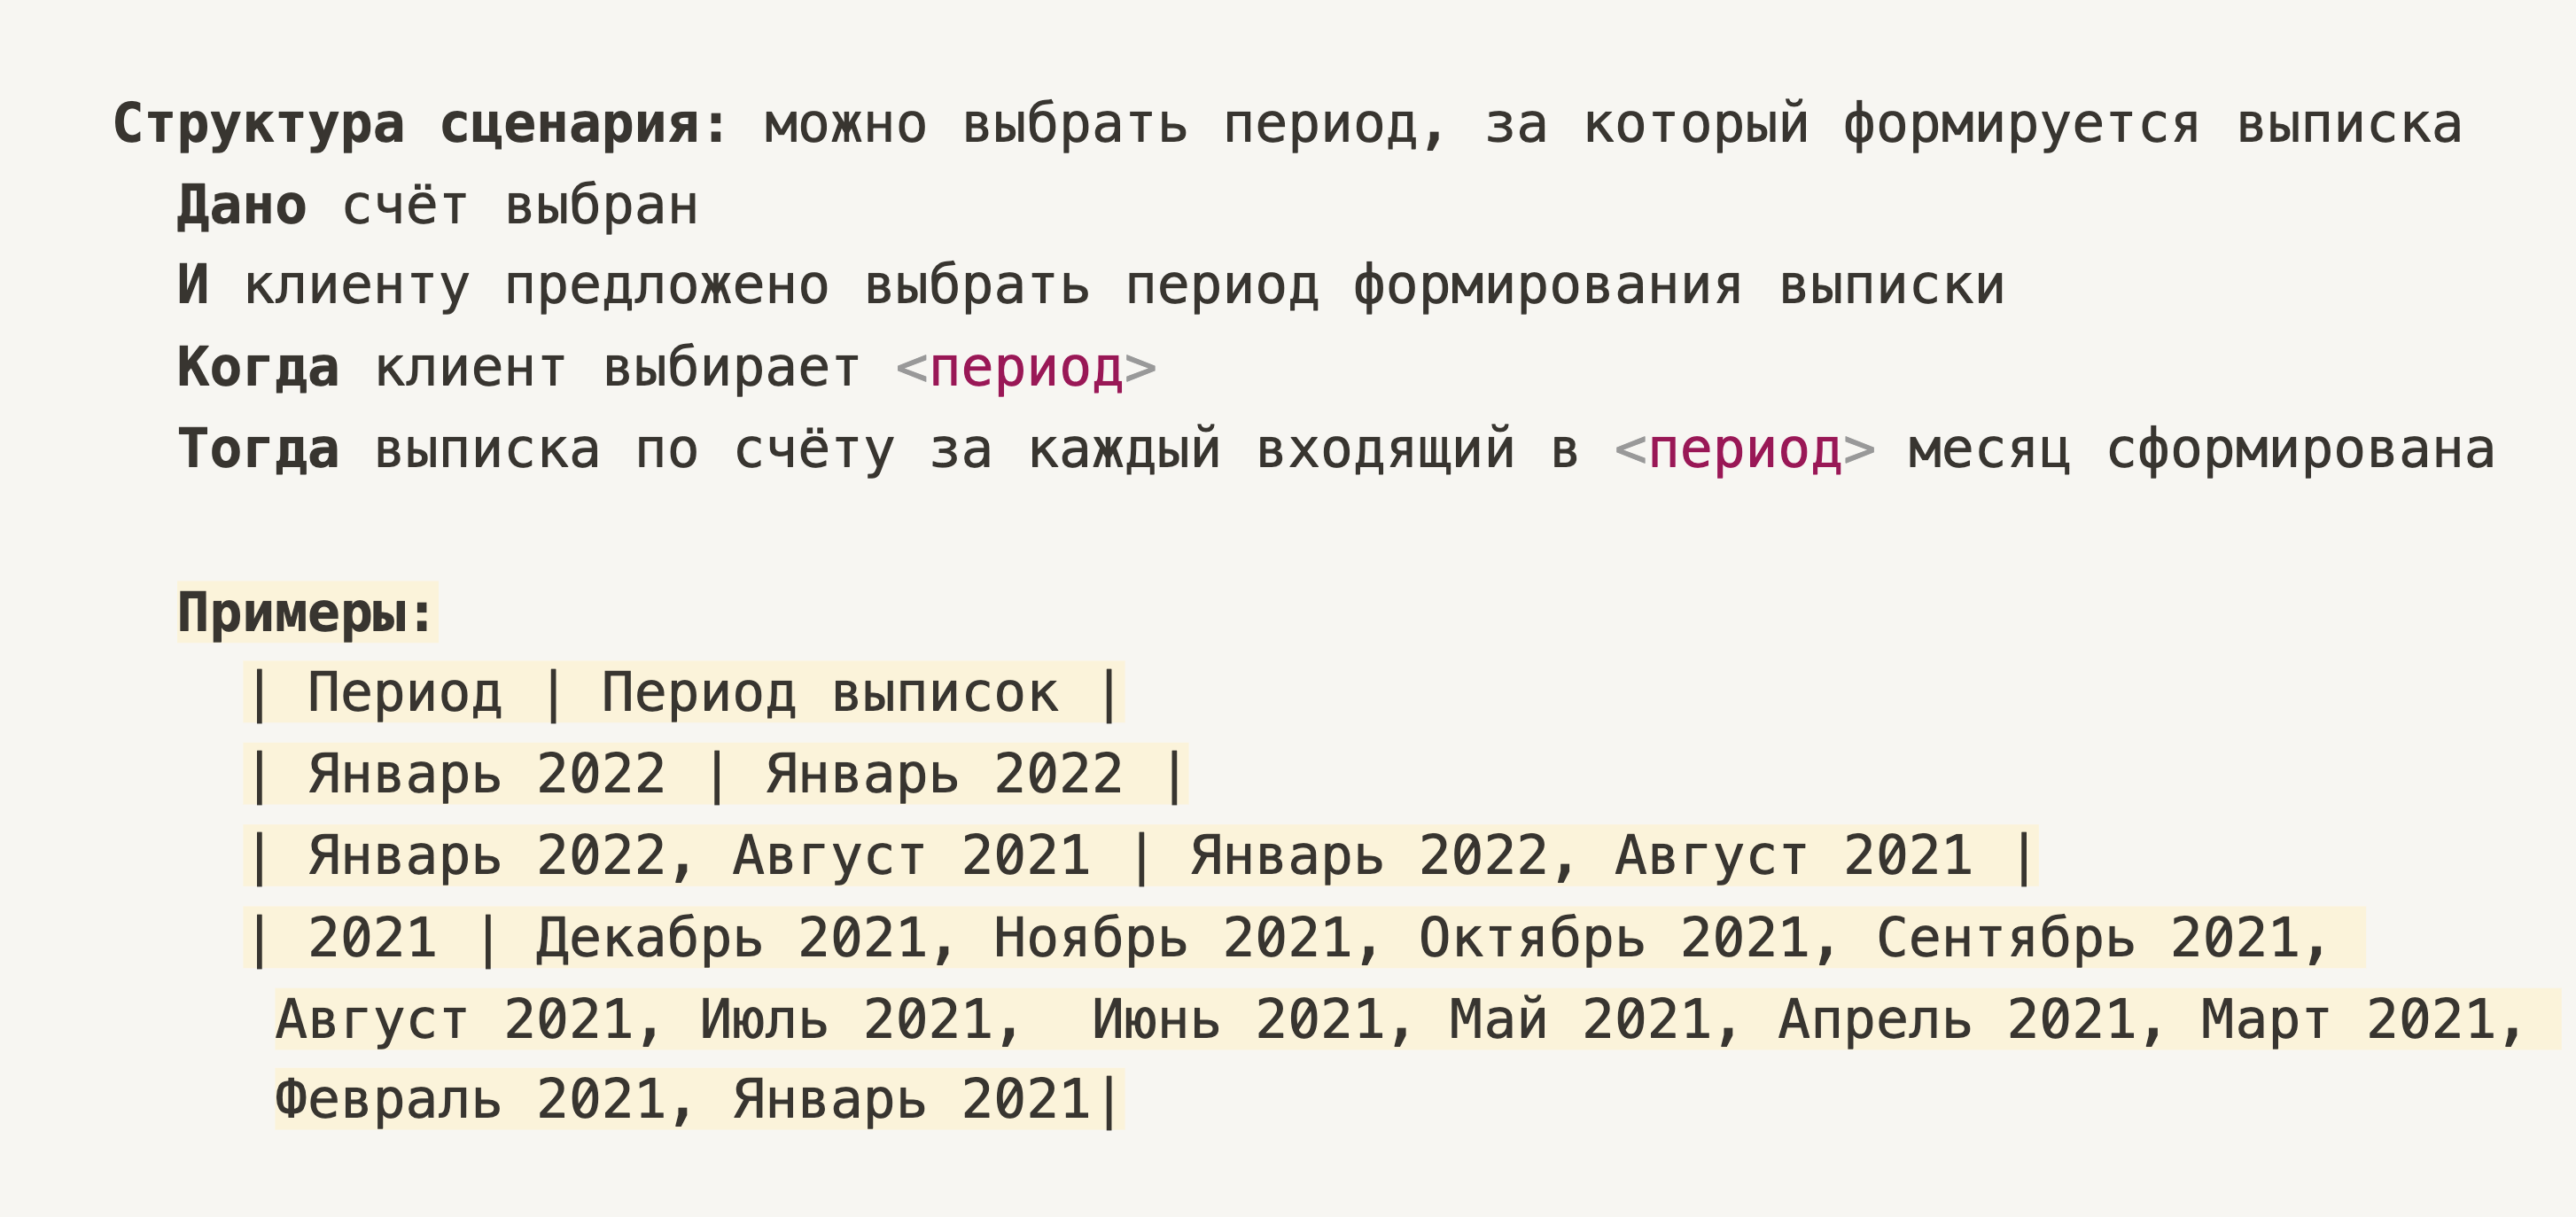 Структура сценария: можно выбрать период, за который формируется выписка
Дано счёт выбран
И клиенту предложено выбрать период формирования выписки
Когда клиент выбирает <период>
Тогда выписка по счёту за каждый входящий в <период> месяц сформирована
Примеры:
| Период | Период выписок |
| Январь 2022 | Январь 2022 |
| Январь 2022, Август 2021 | Январь 2022, Август 2021 |
| 2021 | Декабрь 2021, Ноябрь 2021, Октябрь 2021, Сентябрь 2021,
Август 2021, Июль 2021,  Июнь 2021, Май 2021, Апрель 2021, Март 2021,
Февраль 2021, Январь 2021|